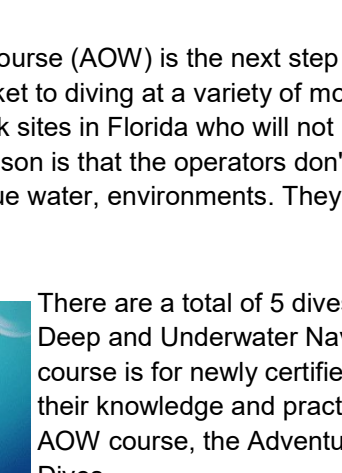 ourse (AOW) is the next step
ket to diving at a variety of mo
k sites in Florida who will not
son is that the operators don'
ue water, environments. They
There are a total of 5 dives
Deep and Underwater Nav
course is for newly certifie
their knowledge and pract
AOW course, the Adventu
Dives